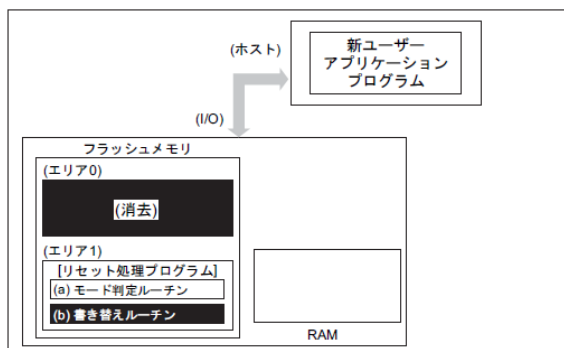 (ホスト)
新ユーザー
アプリケーション
プログラム
(I/O)
フラッシュメモリ
(エリア0)
(消去)
(エリア1)
[リセット処理プログラム]
(a) モード判定ルーチン
(b) 書き替えルーチン
RAM